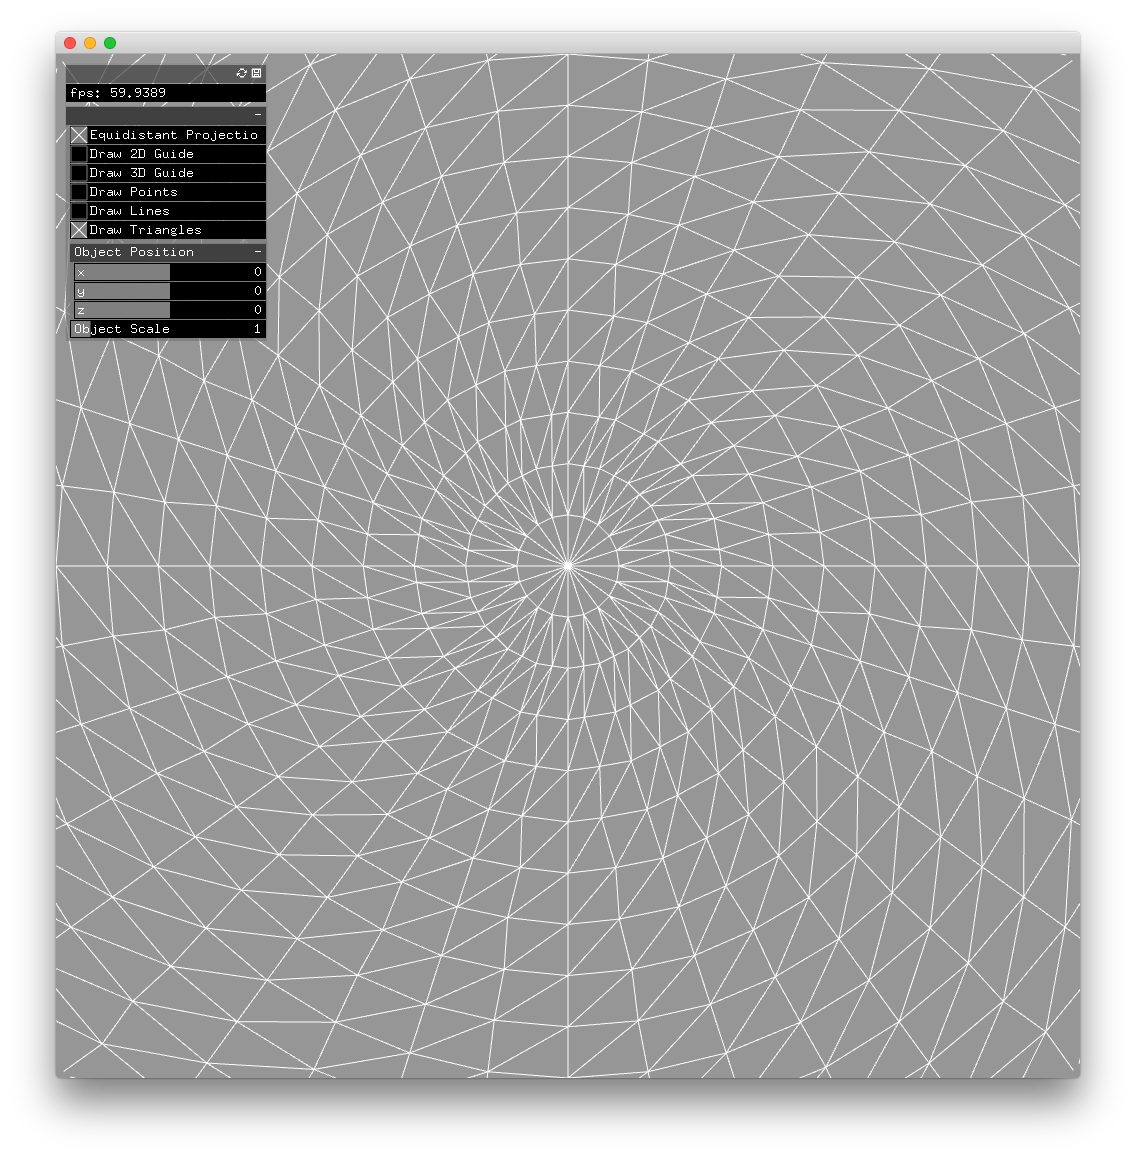 fps: 59.9389
Equidistant Projectio
Draw 2D Guide
Draw 3D Guide
Draw Points
Draw Lines
Draw Triangles
Object Position -
x 0
y 0
z 0
Object Scale 1